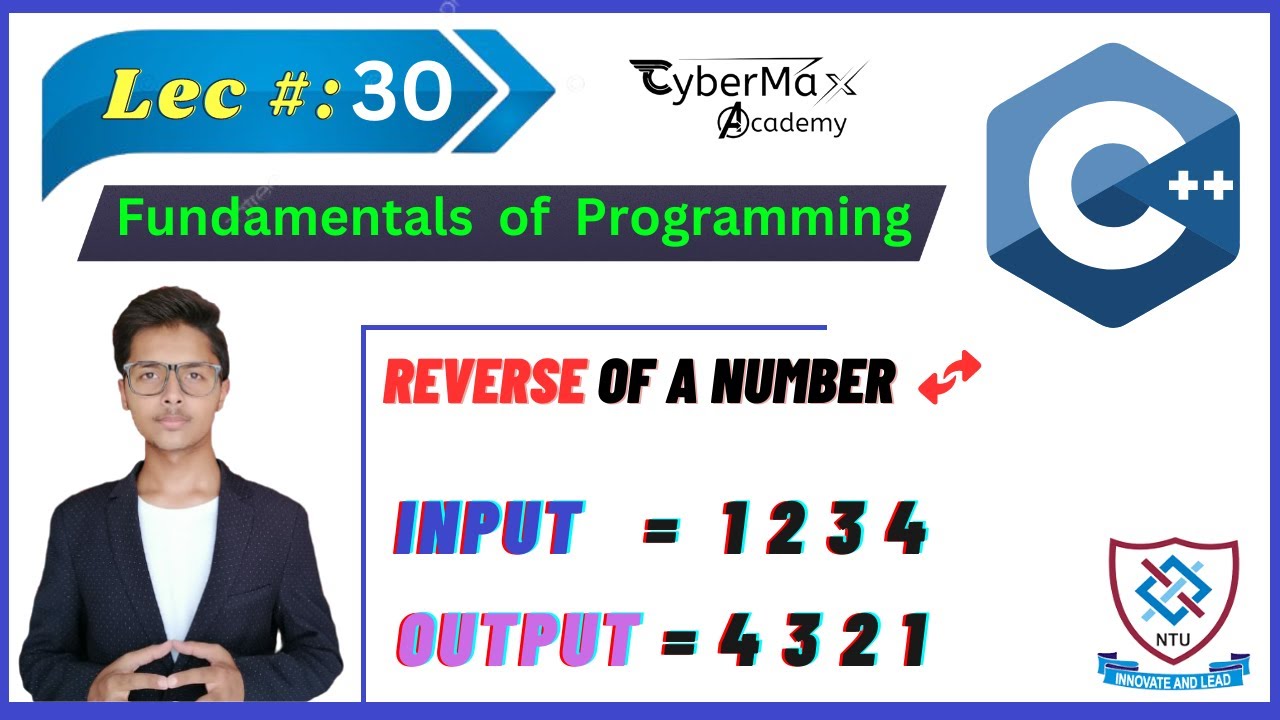 Lec #: 30
CyberMax
Academy
C++
Fundamentals of Programming
REVERSE OF A NUMBER
INPUT = 1 2 3 4
OUTPUT = 4 3 2 1
NTU
INNOVATE AND LEAD